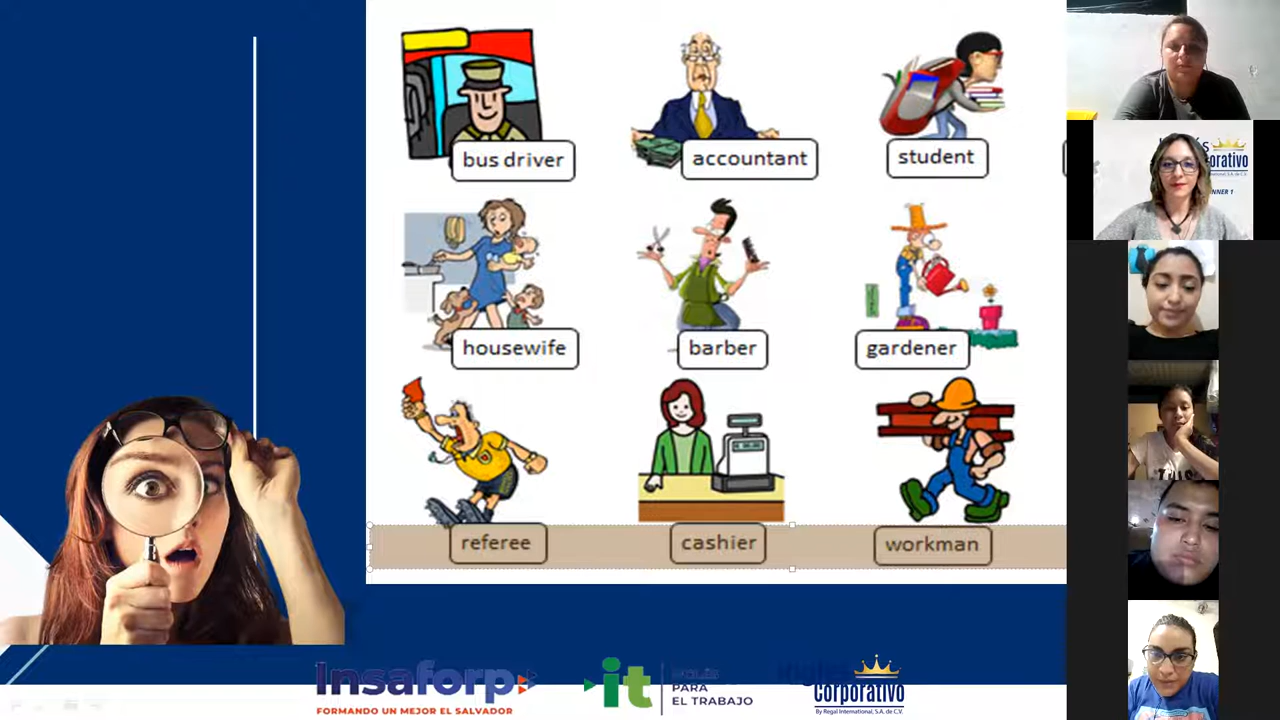 bus driver
accountant
student
housewife
barber
gardener
referee
cashier
workman
Insaforp
FORMANDO UN MEJOR EL SALVADOR
it
PARA
EL TRABAJO
Corporativo
By Regal International, S.A. de C.V.